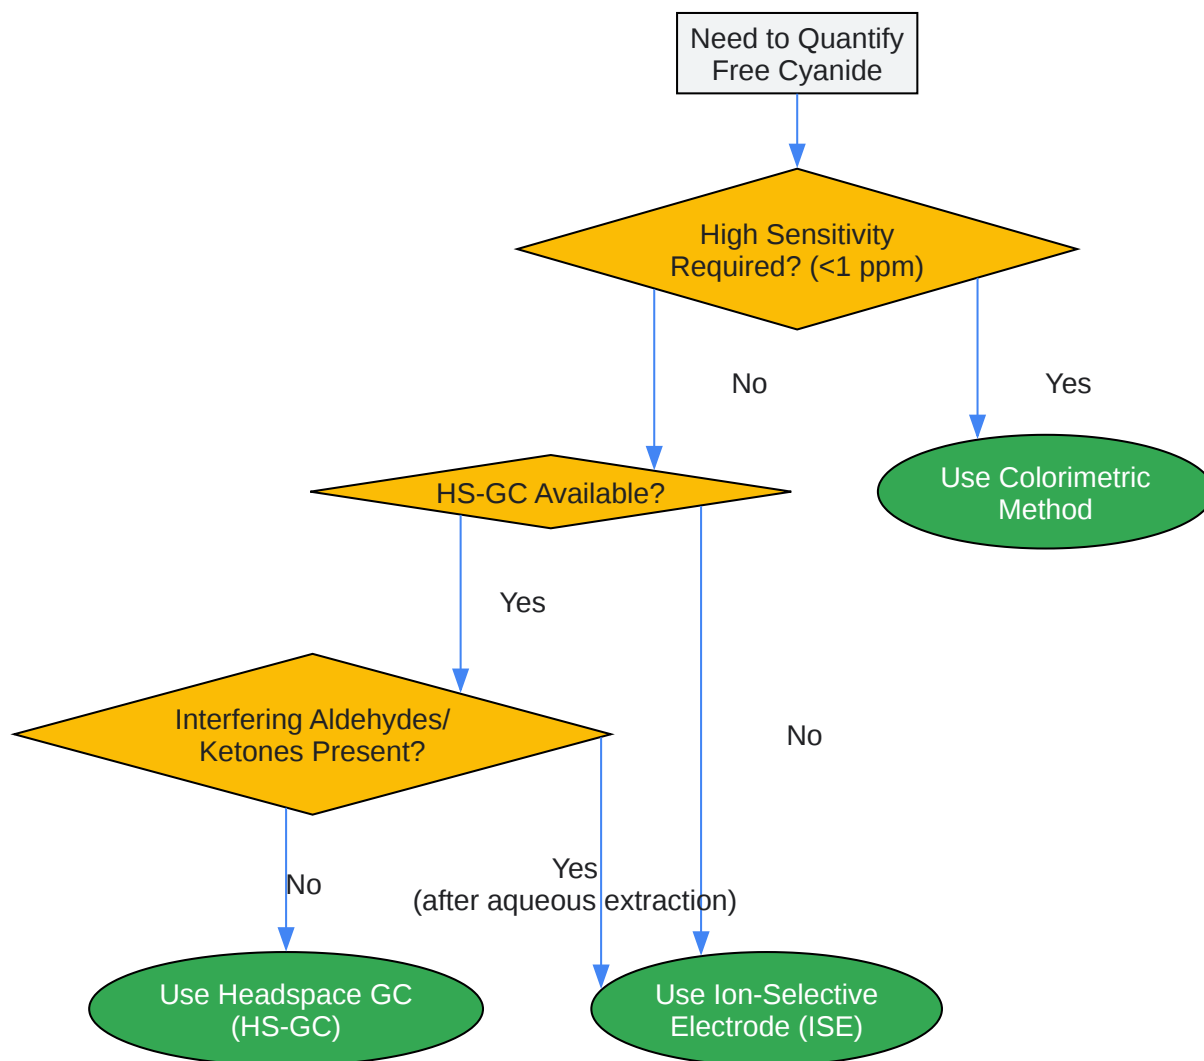 Need to Quantify
Free Cyanide
High Sensitivity
Required? (<1 ppm)
No
Yes
Use Colorimetric
Method
HS-GC Available?
Yes
No
Interfering Aldehydes/
Ketones Present?
No
Yes
(after aqueous extraction)
Use Headspace GC
(HS-GC)
Use Ion-Selective
Electrode (ISE)